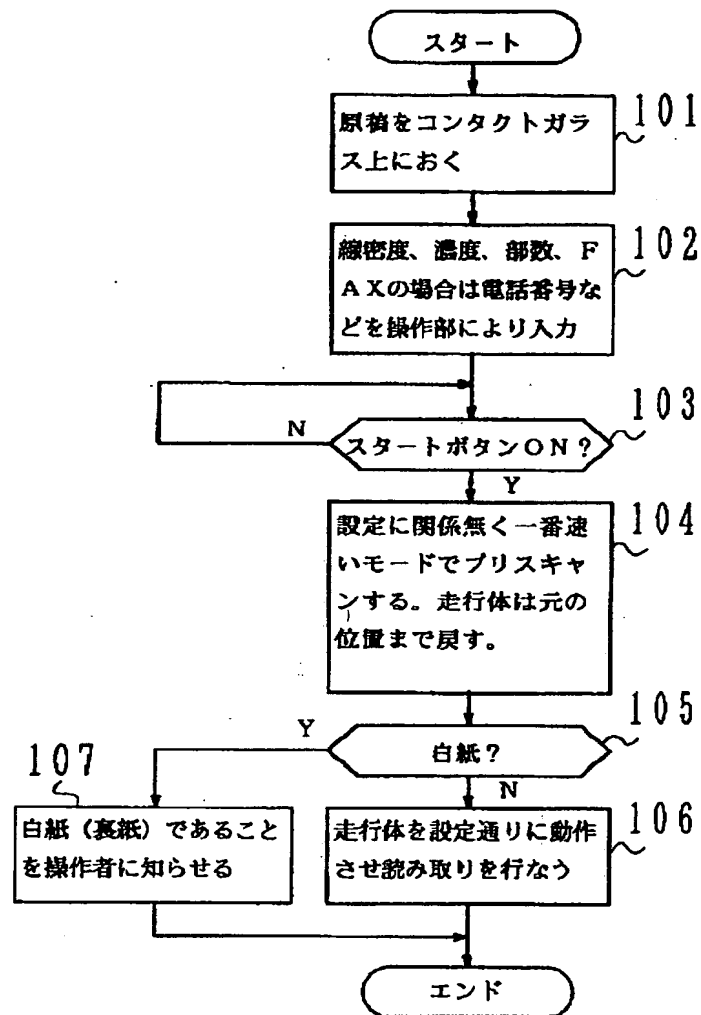 スタート
101
原稿をコンタクトガラ
ス上におく
102
線密度、濃度、部数、F
AXの場合は電話番号な
どを操作部により入力
103
N
スタートボタンON?
Y
104
設定に関係無く一番速
いモードでプリスキャ
ンする。走行体は元の
位置まで戻す。
105
Y
白紙?
N
107
白紙(裏紙)であること
を操作者に知らせる
106
走行体を設定通りに動作
させ読み取りを行なう
エンド